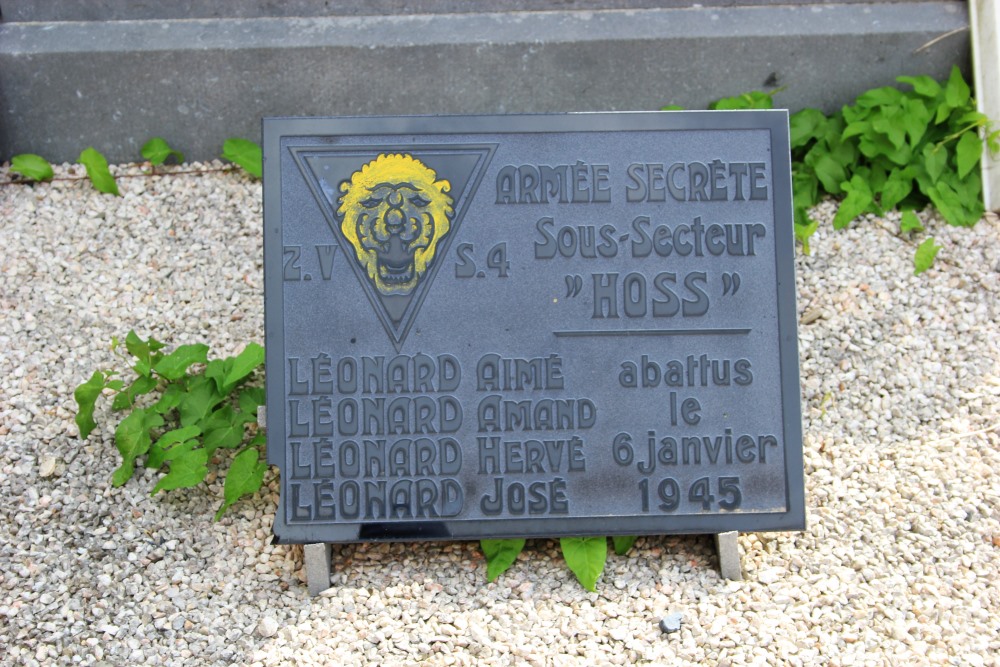 ARMÉE SECRÈTE
Sous-Secteur
Z.V S.4
"HOSS"
LÉONARD AIMÉ abattus
LÉONARD AMAND le
LÉONARD HERVÉ 6 janvier
LÉONARD JOSÉ 1945